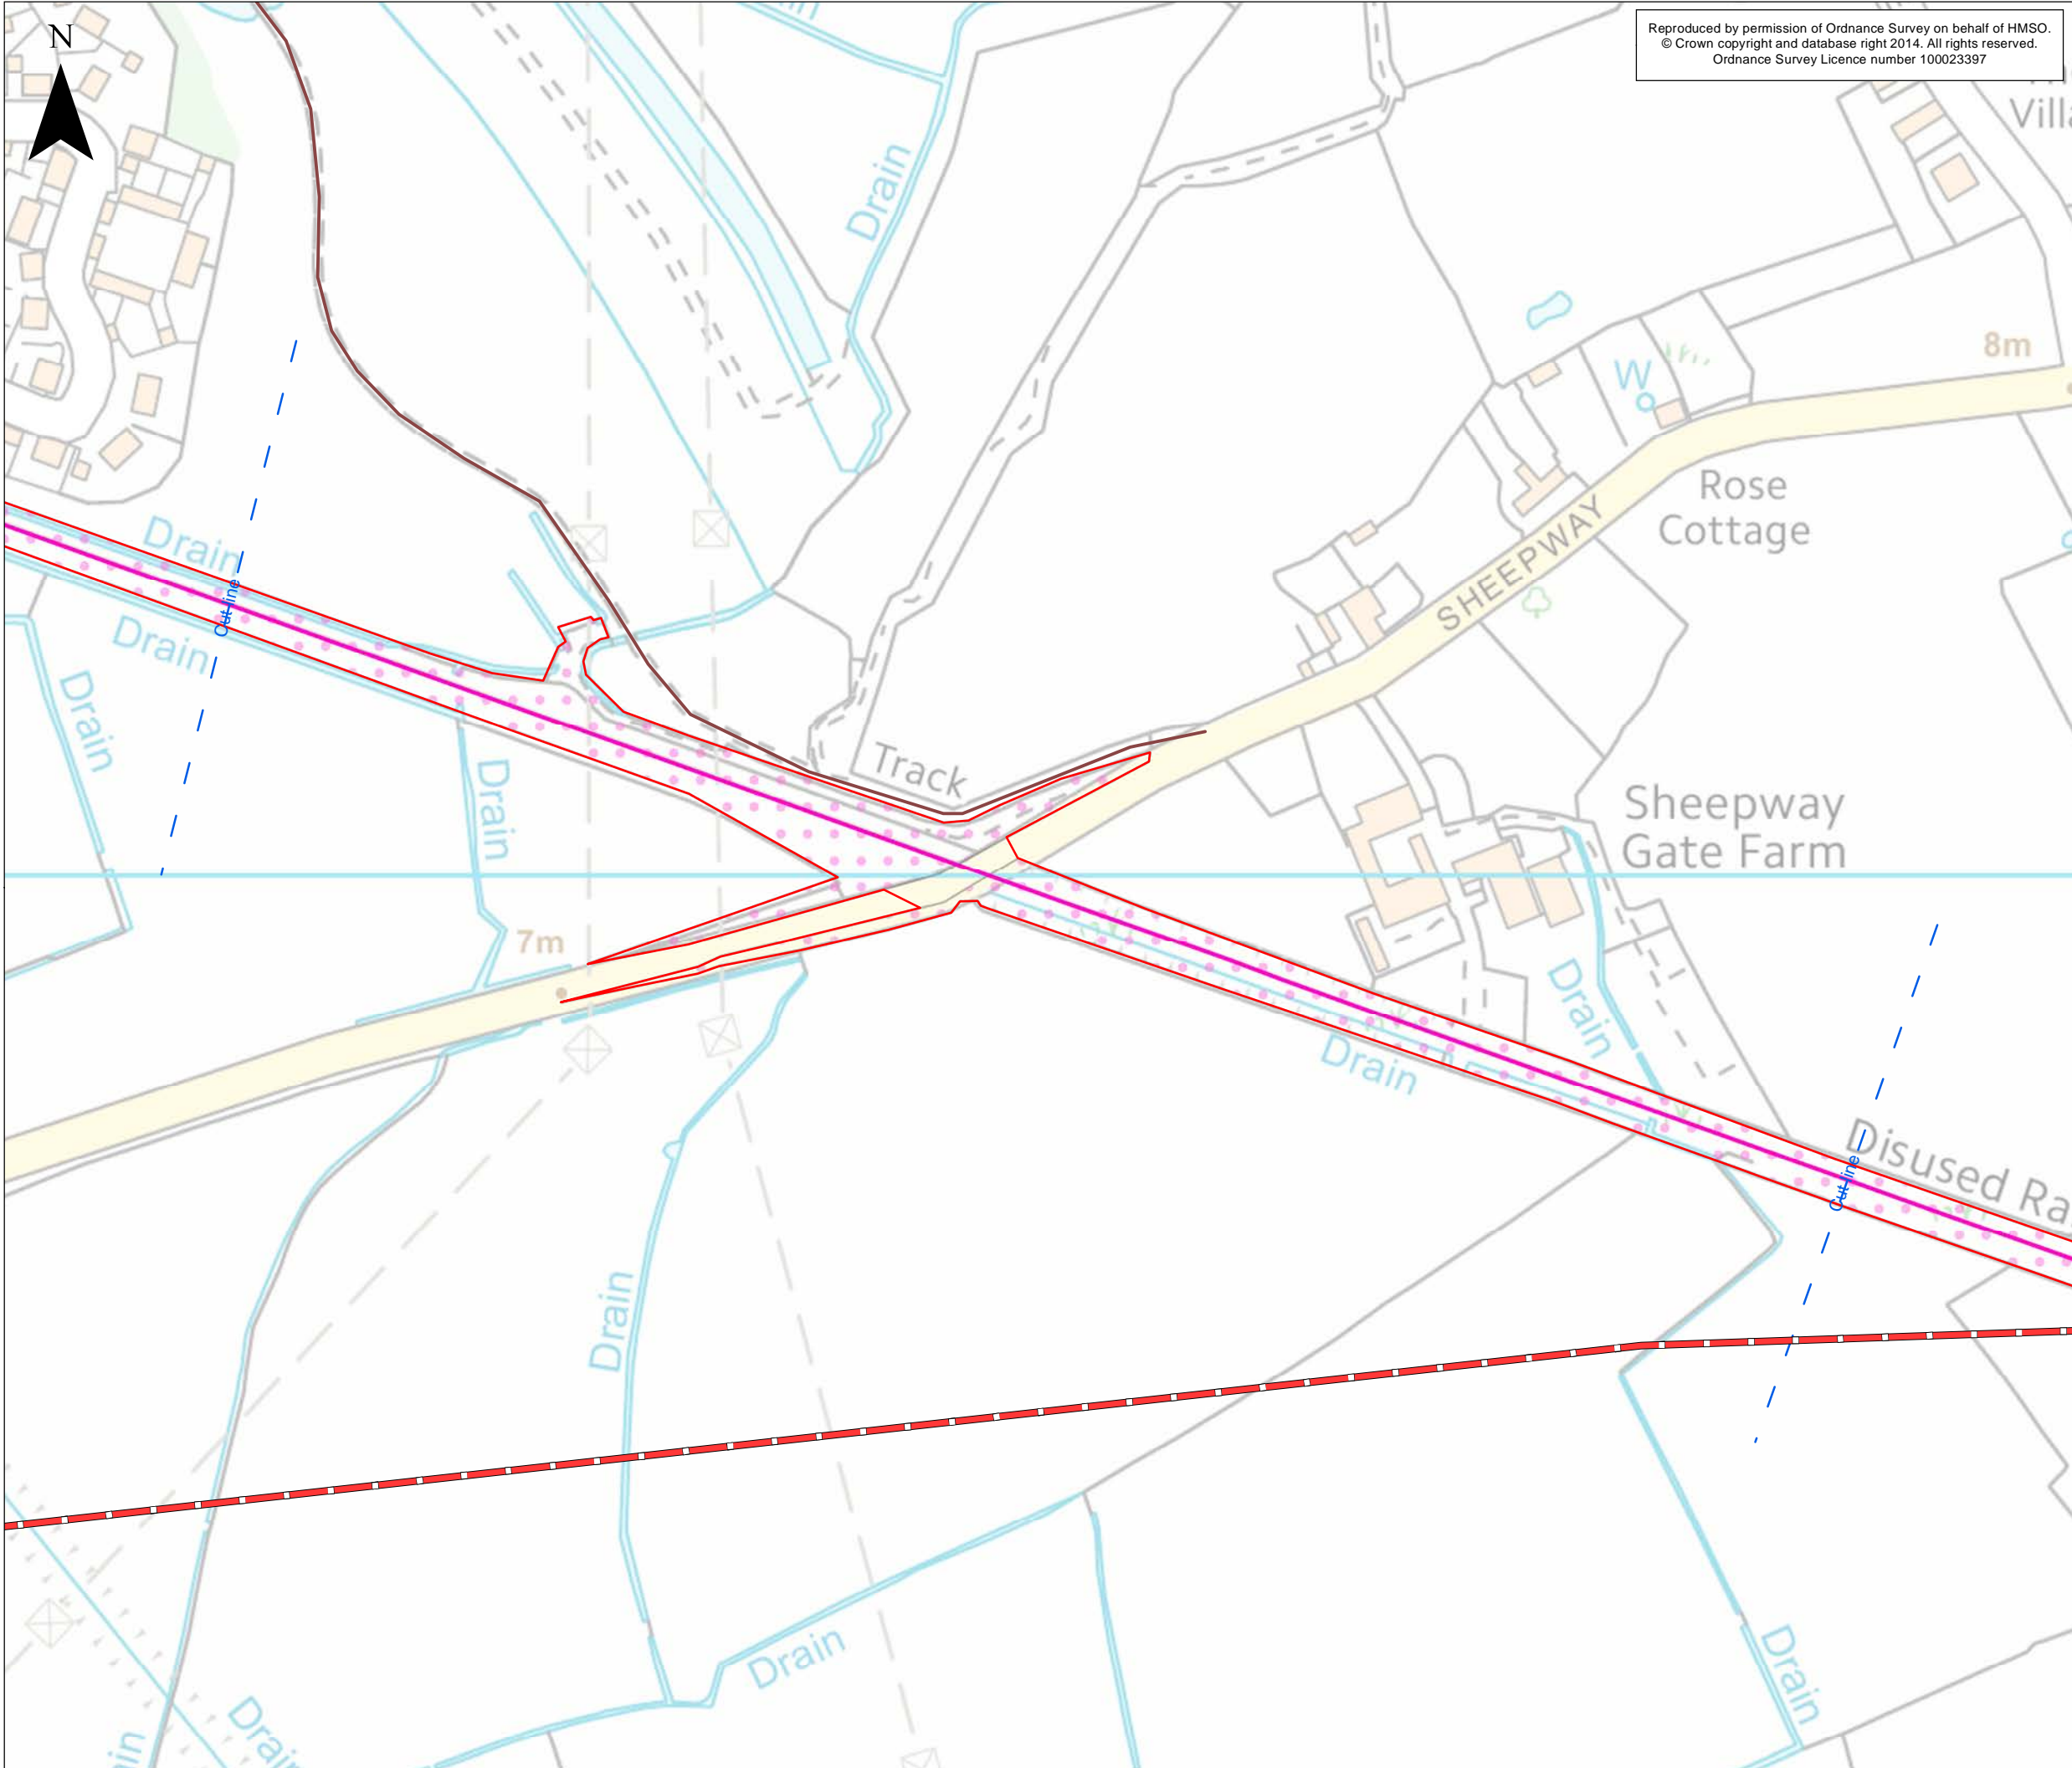 N
Reproduced by permission of Ordnance Survey on behalf of HMSO.
© Crown copyright and database right 2014. All rights reserved.
Ordnance Survey Licence number 100023397
Drain
8m
W
Rose
Cottage
SHEEPWAY
Drain
Cut-line
Drain
Drain
Track
Drain
Sheepway
Gate Farm
7m
Drain
Drain
Disused
Cut-line
Drain
Drain
Drain
Drain